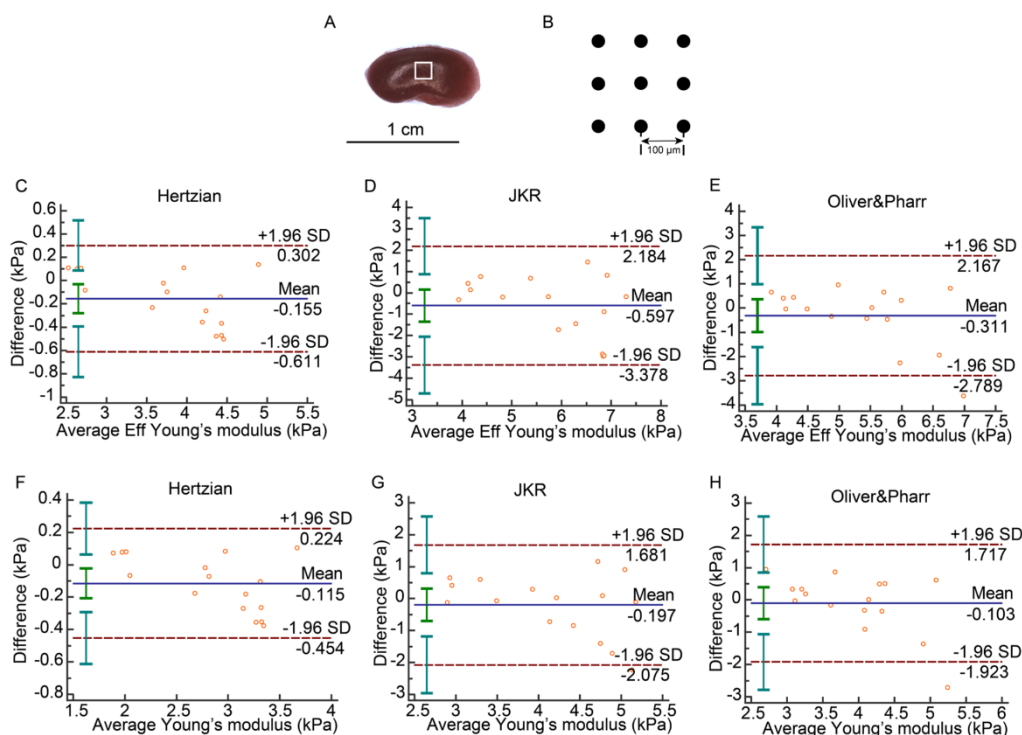 A
B
1 cm
100 µm
C
Hertzian
0.6
0.4
0.2
0
-0.2
-0.4
-0.6
-0.8
-1
Difference (kPa)
+1.96 SD
0.302
Mean
-0.155
-1.96 SD
-0.611
2.5 3 3.5 4 4.5 5 5.5
Average Eff Young's modulus (kPa)
D
JKR
4
3
2
1
0
-1
-2
-3
-4
-5
Difference (kPa)
+1.96 SD
2.184
Mean
-0.597
-1.96 SD
-3.378
3 4 5 6 7 8
Average Eff Young's modulus (kPa)
E
Oliver&Pharr
4
3
2
1
0
-1
-2
-3
-4
Difference (kPa)
+1.96 SD
2.167
Mean
-0.311
-1.96 SD
-2.789
3.5 4 4.5 5 5.5 6 6.5 7 7.5
Average Eff Young's modulus (kPa)
F
Hertzian
0.4
0.2
0
-0.2
-0.4
-0.6
0.8
Difference (kPa)
+1.96 SD
0.224
Mean
-0.115
-1.96 SD
-0.454
1.5 2 2.5 3 3.5 4
Average Young's modulus (kPa)
G
JKR
3
2
1
0
-1
-2
-3
Difference (kPa)
+1.96 SD
1.681
Mean
-0.197
-1.96 SD
-2.075
2.5 3 3.5 4 4.5 5 5.5
Average Young's modulus (kPa)
H
Oliver&Pharr
3
2
1
0
-1
-2
-3
Difference (kPa)
+1.96 SD
1.717
Mean
-0.103
-1.96 SD
-1.923
2 2.5 3 3.5 4 4.5 5 5.5 6
Average Young's modulus (kPa)